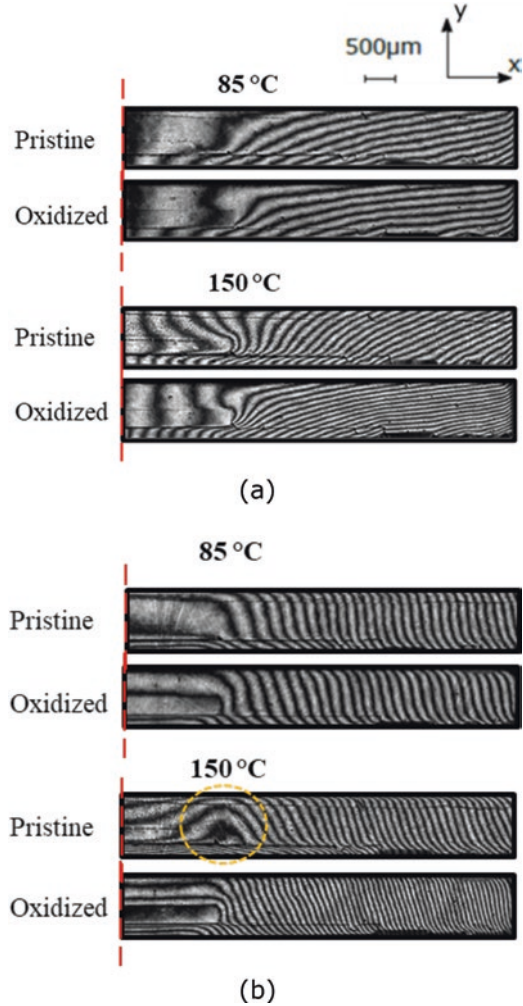 y
500µm
x
85 °C
Pristine
Oxidized
150 °C
Pristine
Oxidized
(a)
85 °C
Pristine
Oxidized
150 °C
Pristine
Oxidized
(b)